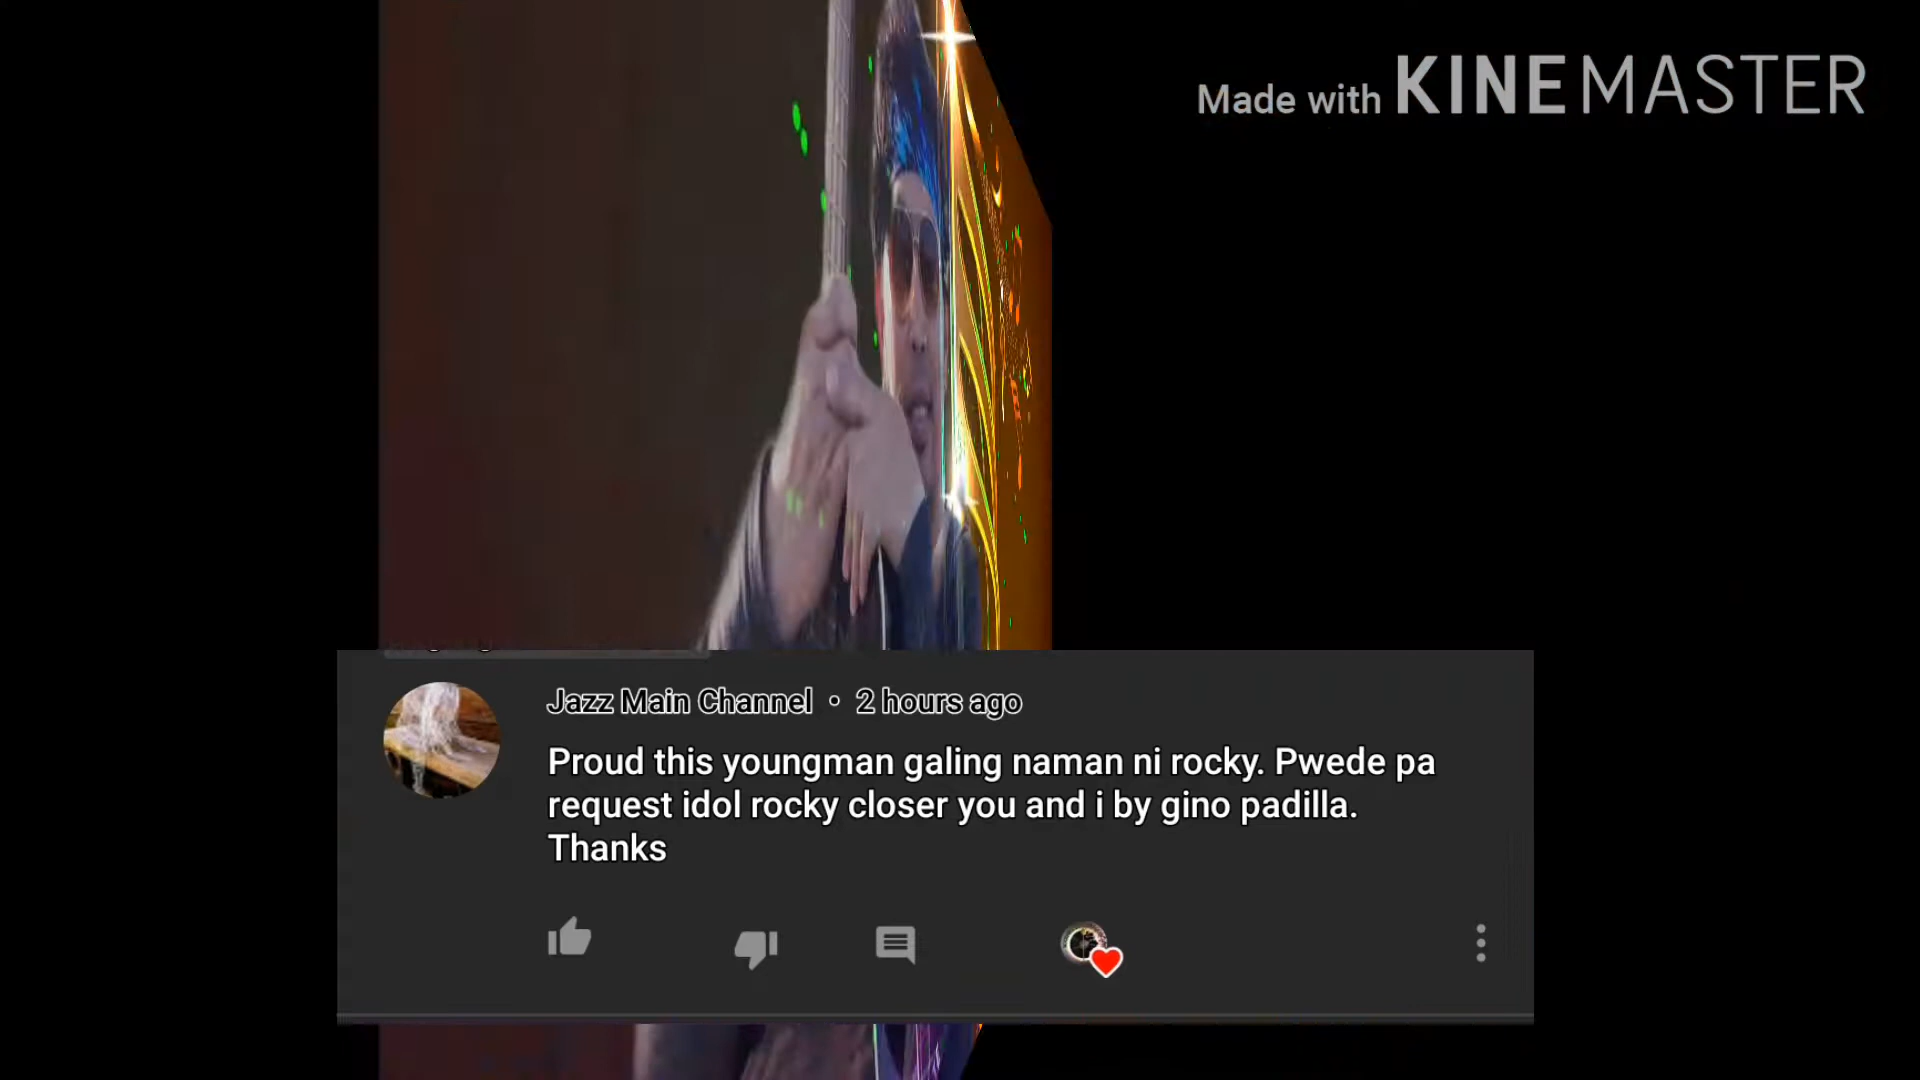 Made with KINEMASTER
Jazz Main Channel • 2 hours ago
Proud this youngman galing naman ni rocky. Pwede pa
request idol rocky closer you and i by gino padilla.
Thanks